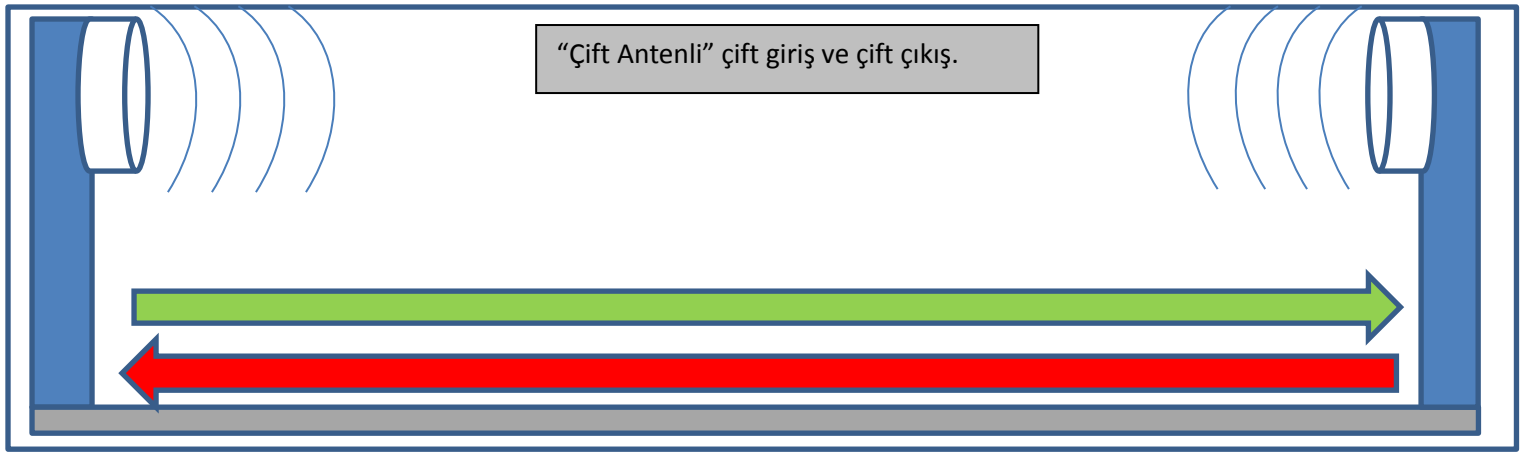 “Çift Antenli” çift giriş ve çift çıkış.